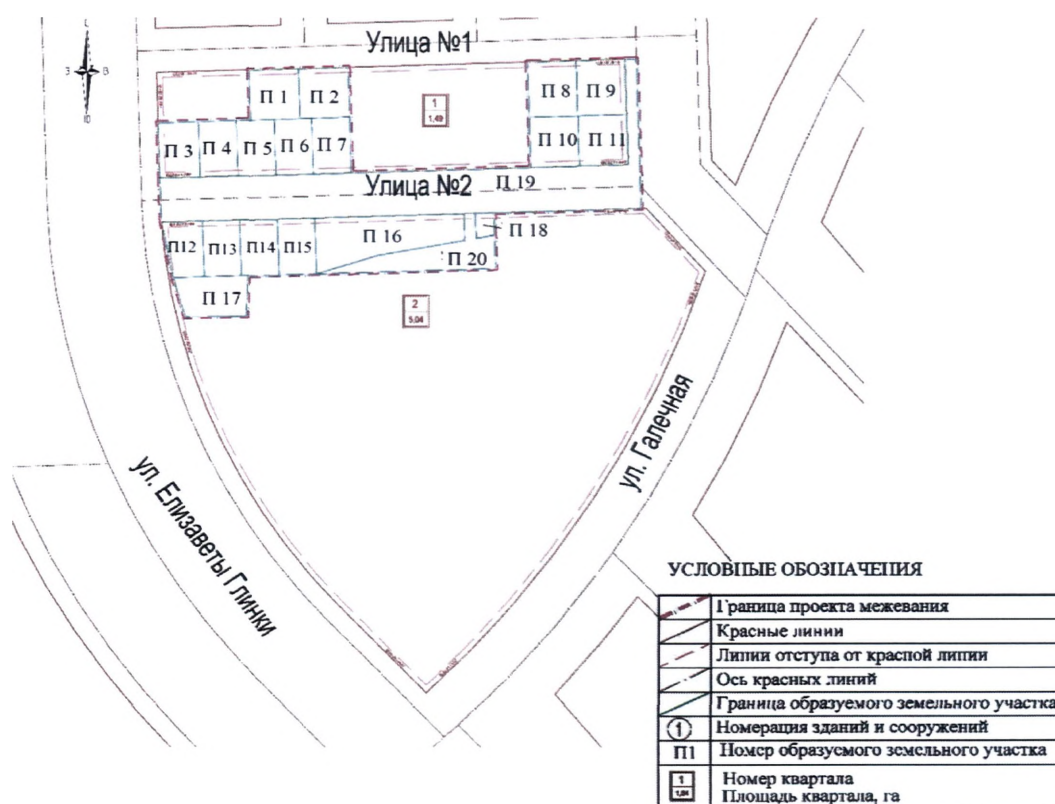 Улица №1
П 1 П 2
П 8 П 9
1
1,49
П 3 П 4 П 5 П 6 П 7
П 10 П 11
Улица №2 П 19
П12 П13 П14 П15 П 16 П 18
П 20
П 17
2
5,04
ул. Елизаветы Глинки
ул. Галечная
УСЛОВНЫЕ ОБОЗНАЧЕНИЯ
Граница проекта межевания
Красные линии
Линии отступа от красной линии
Ось красных линий
Граница образуемого земельного участка
1 Номерация зданий и сооружений
П1 Номер образуемого земельного участка
1 Номер квартала
Площадь квартала, га